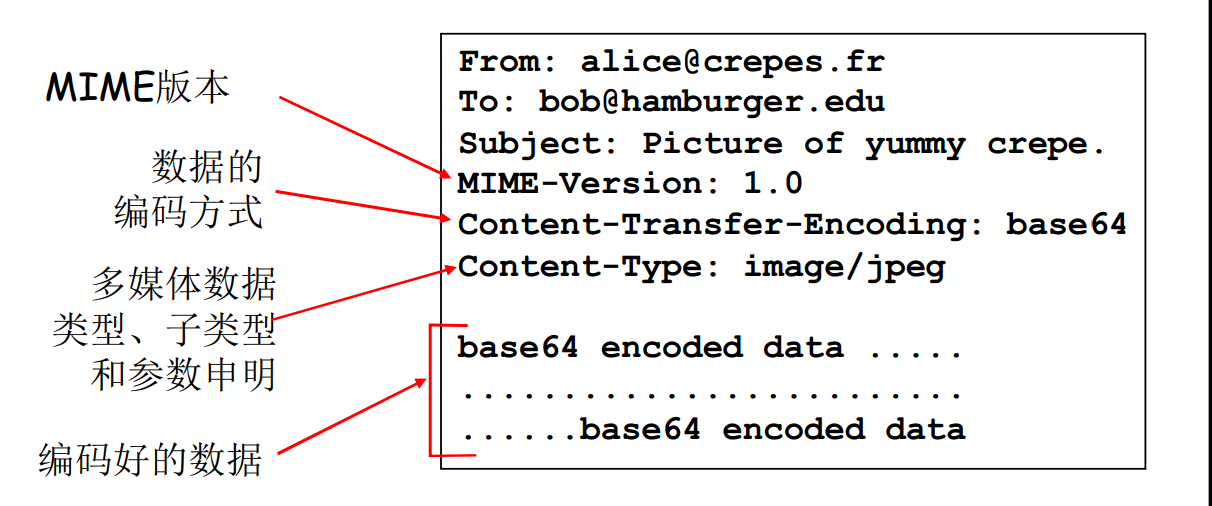 MIME版本
数据的
编码方式
多媒体数据
类型、子类型
和参数申明
编码好的数据
From: alice@crepes.fr
To: bob@hamburger.edu
Subject: Picture of yummy crepe.
MIME-Version: 1.0
Content-Transfer-Encoding: base64
Content-Type: image/jpeg
base64 encoded data .....
.........................
......base64 encoded data